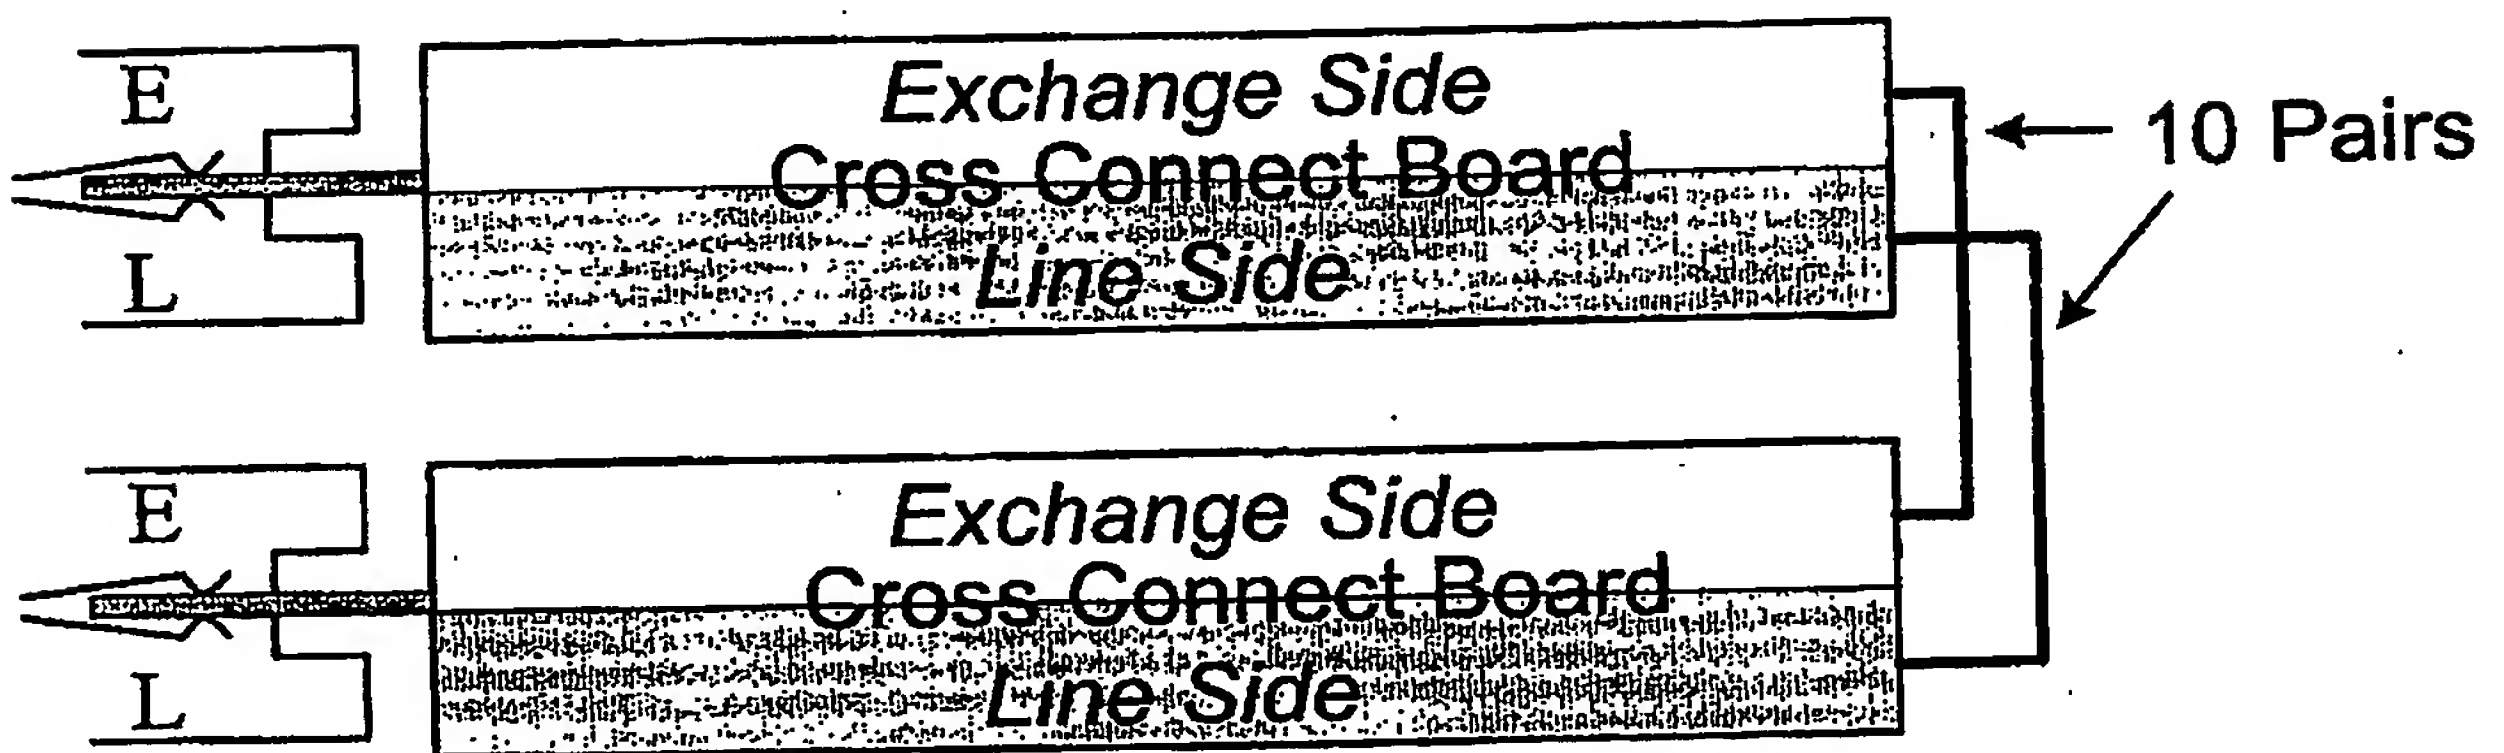 E
Exchange Side
10 Pairs
Cross Connect Board
L
Line Side
E
Exchange Side
Cross Connect Board
L
Line Side